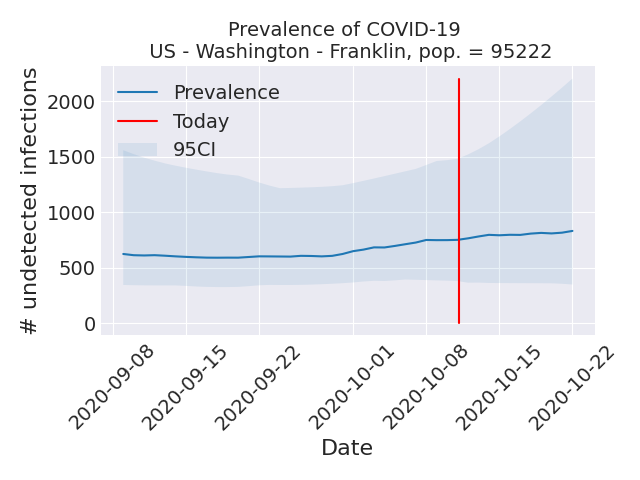 Prevalence of COVID-19
US - Washington - Franklin, pop. = 95222
# undetected infections
2000
1500
1000
500
0
Prevalence
Today
95CI
2020-09-08
2020-09-15
2020-09-22
2020-10-01
2020-10-08
2020-10-15
2020-10-22
Date